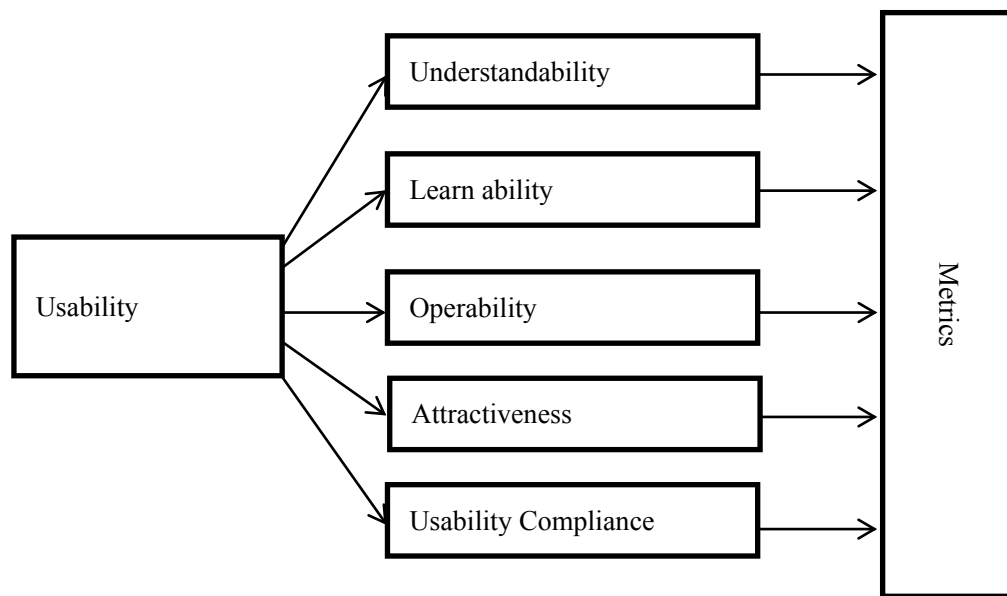 Understandability
Learn ability
Usability
Operability
Attractiveness
Usability Compliance
Metrics